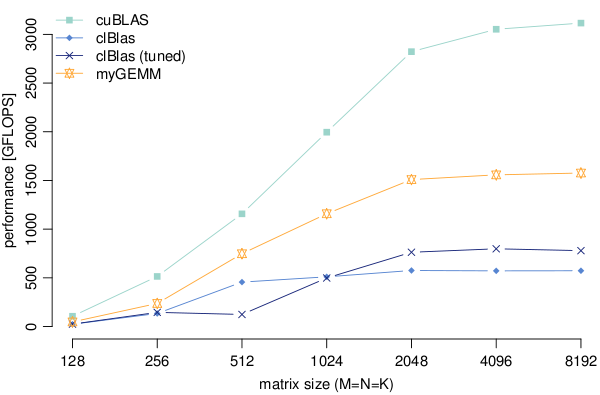 cuBLAS
clBlas
clBlas (tuned)
myGEMM
performance [GFLOPS]
3000
2500
2000
1500
1000
500
0
128 256 512 1024 2048 4096 8192
matrix size (M=N=K)